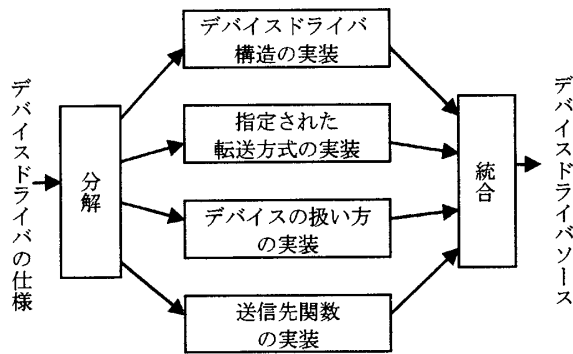 デバイスドライバの仕様
分解
デバイスドライバ
構造の実装
指定された
転送方式の実装
デバイスの扱い方
の実装
送信先関数
の実装
統合
デバイスドライバソース